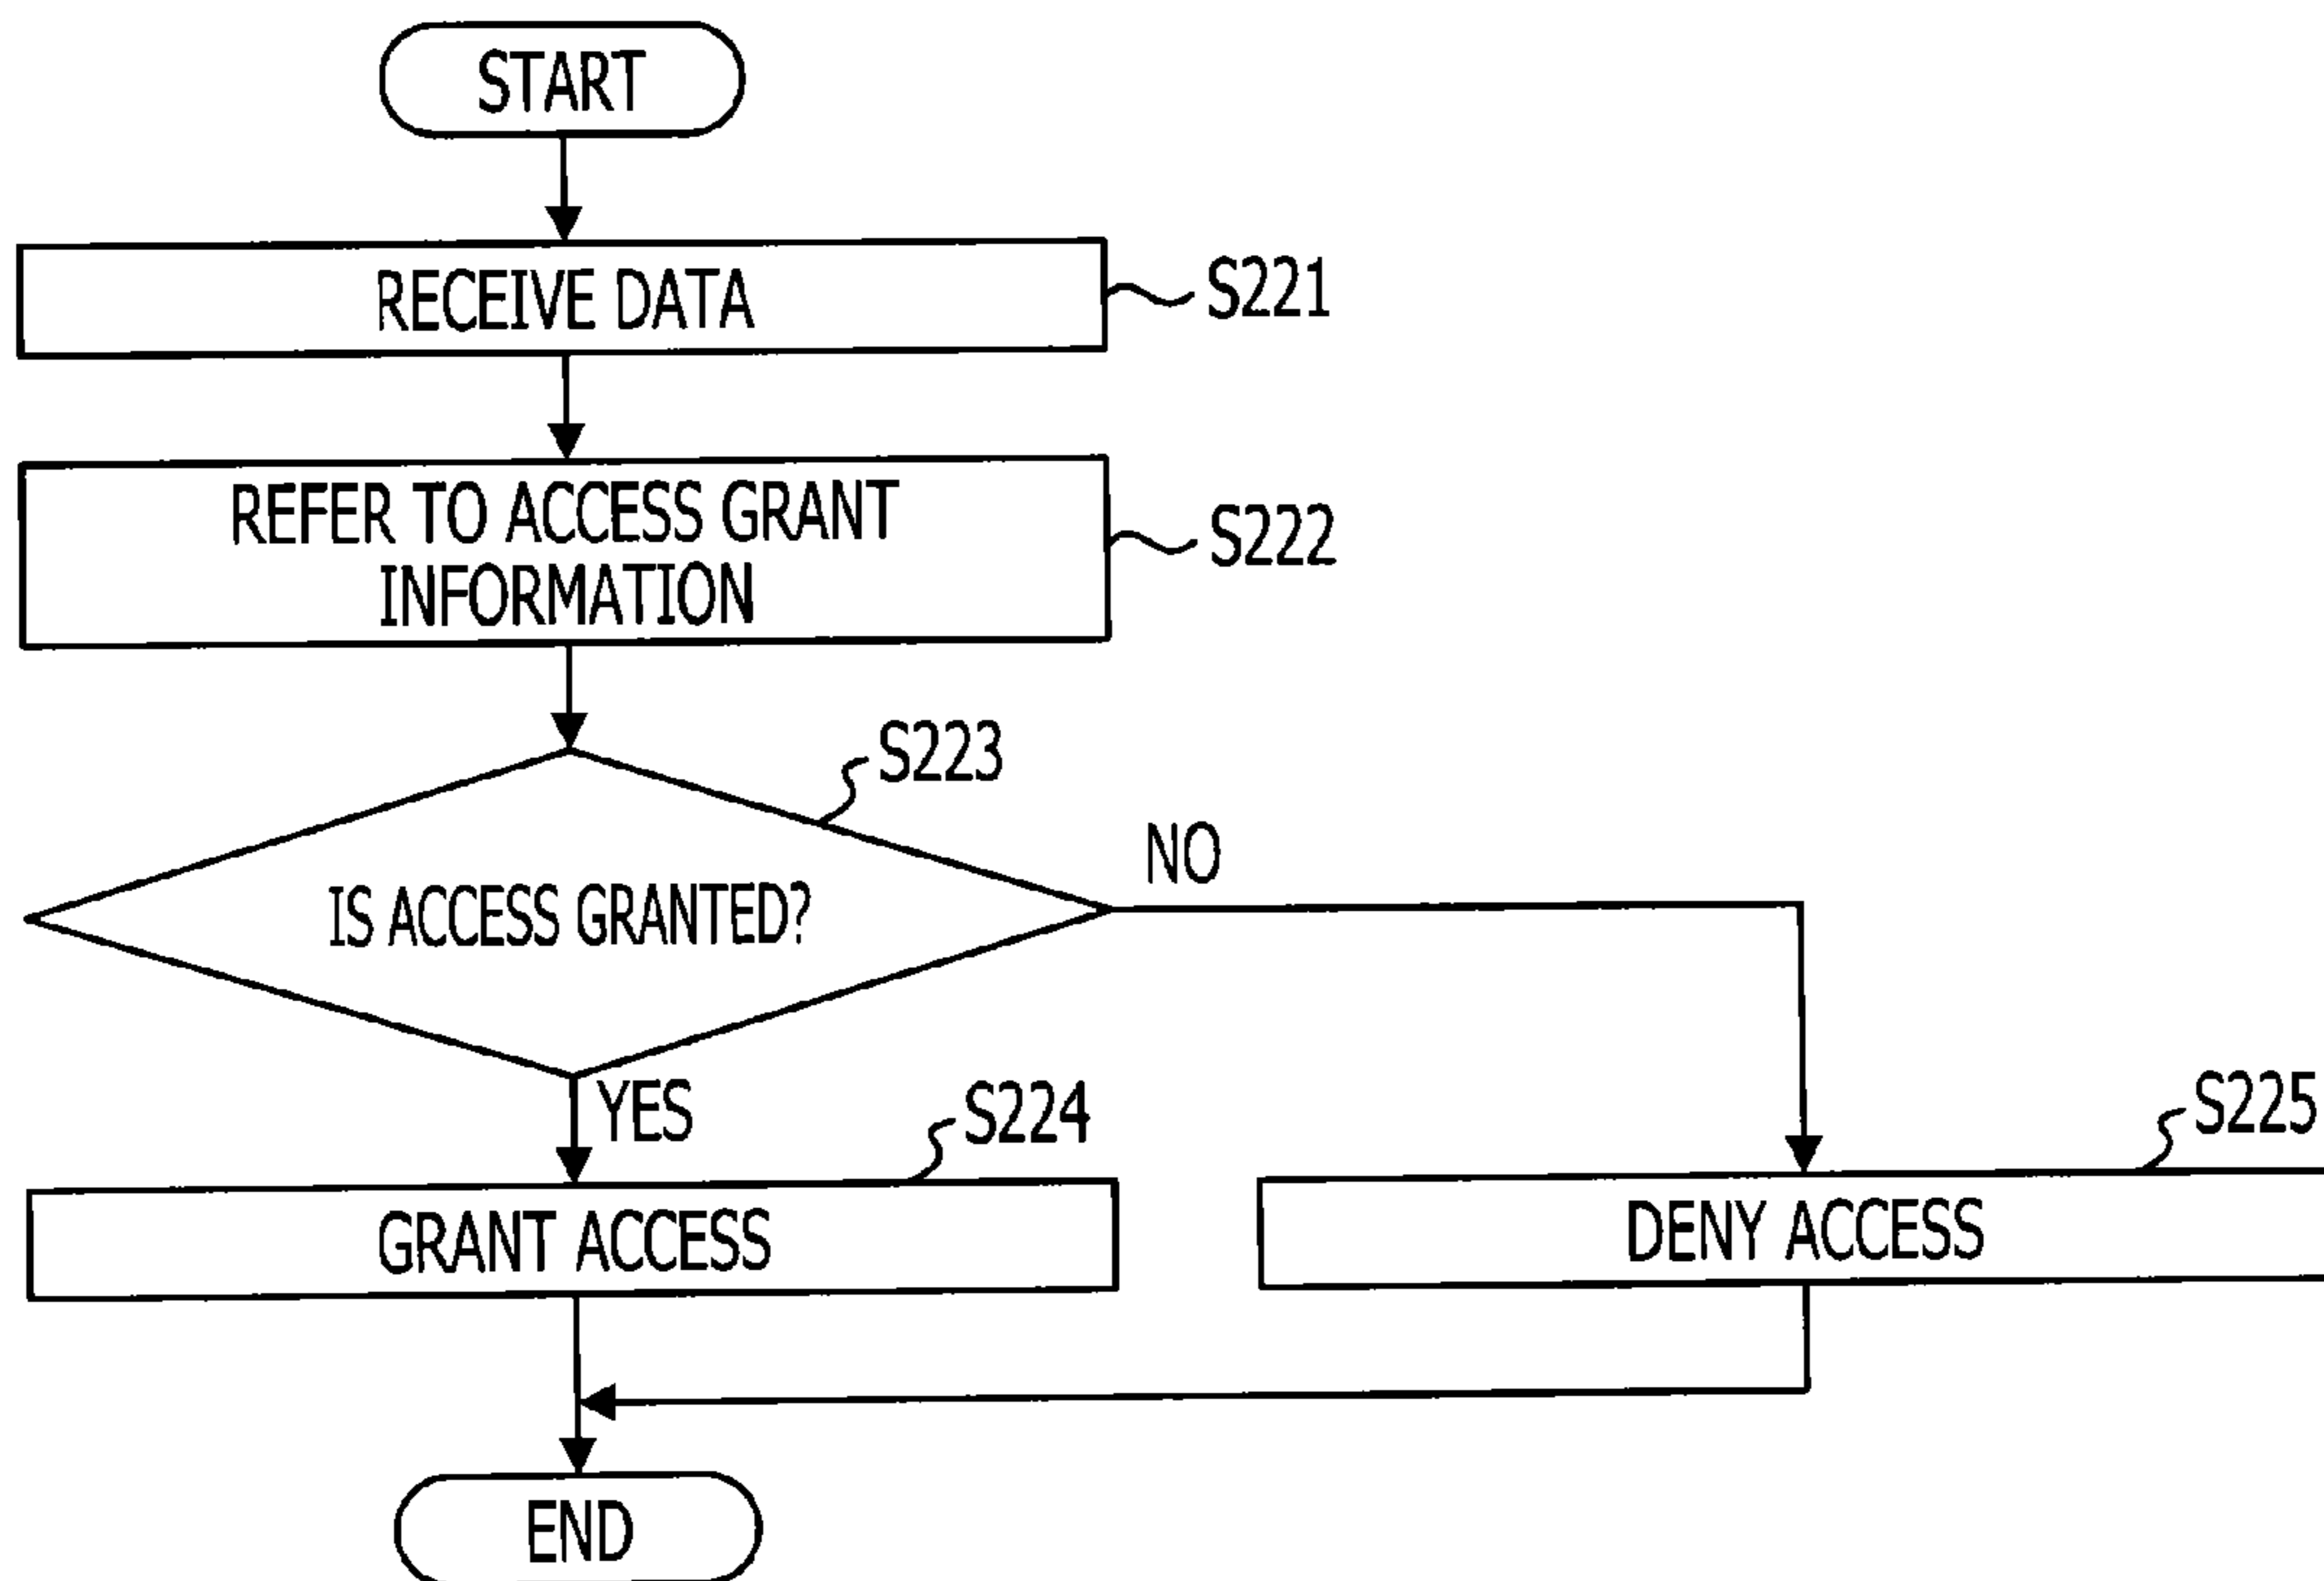 START
RECEIVE DATA
S221
REFER TO ACCESS GRANT
INFORMATION
S222
S223
IS ACCESS GRANTED?
NO
YES
S224
GRANT ACCESS
S225
DENY ACCESS
END